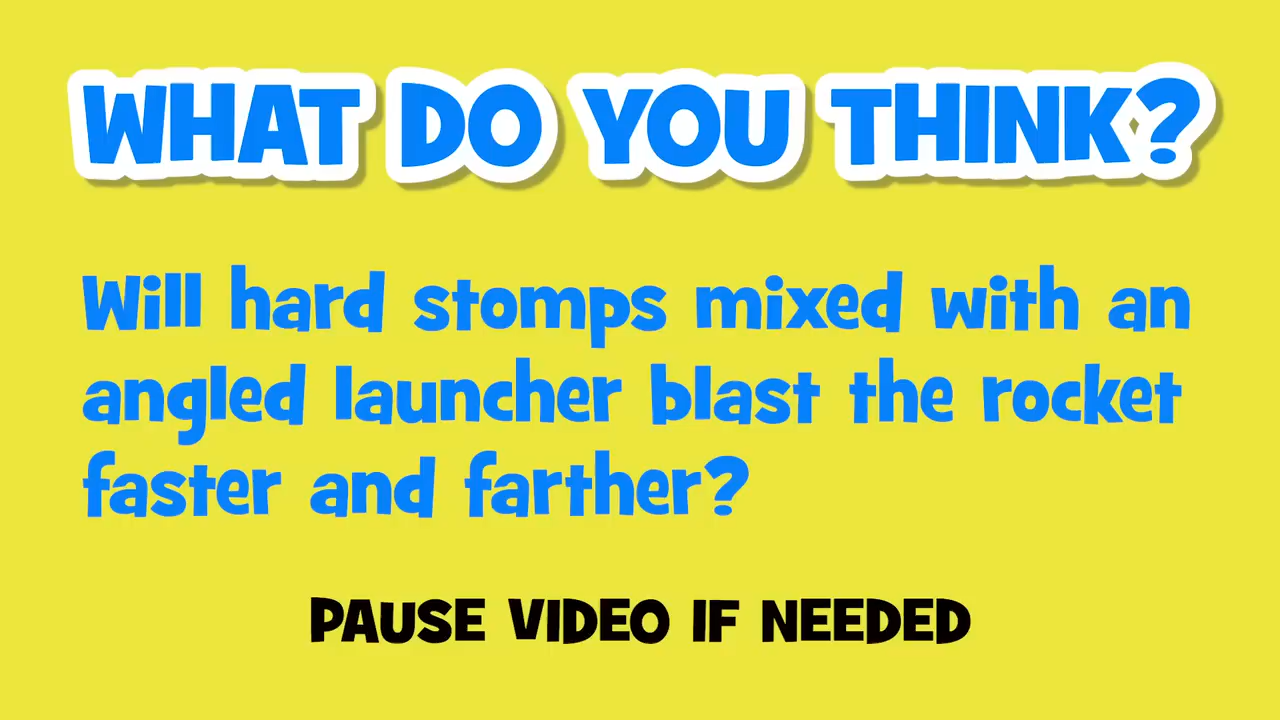 WHAT DO YOU THINK?
Will hard stomps mixed with an
angled launcher blast the rocket
faster and farther?
PAUSE VIDEO IF NEEDED